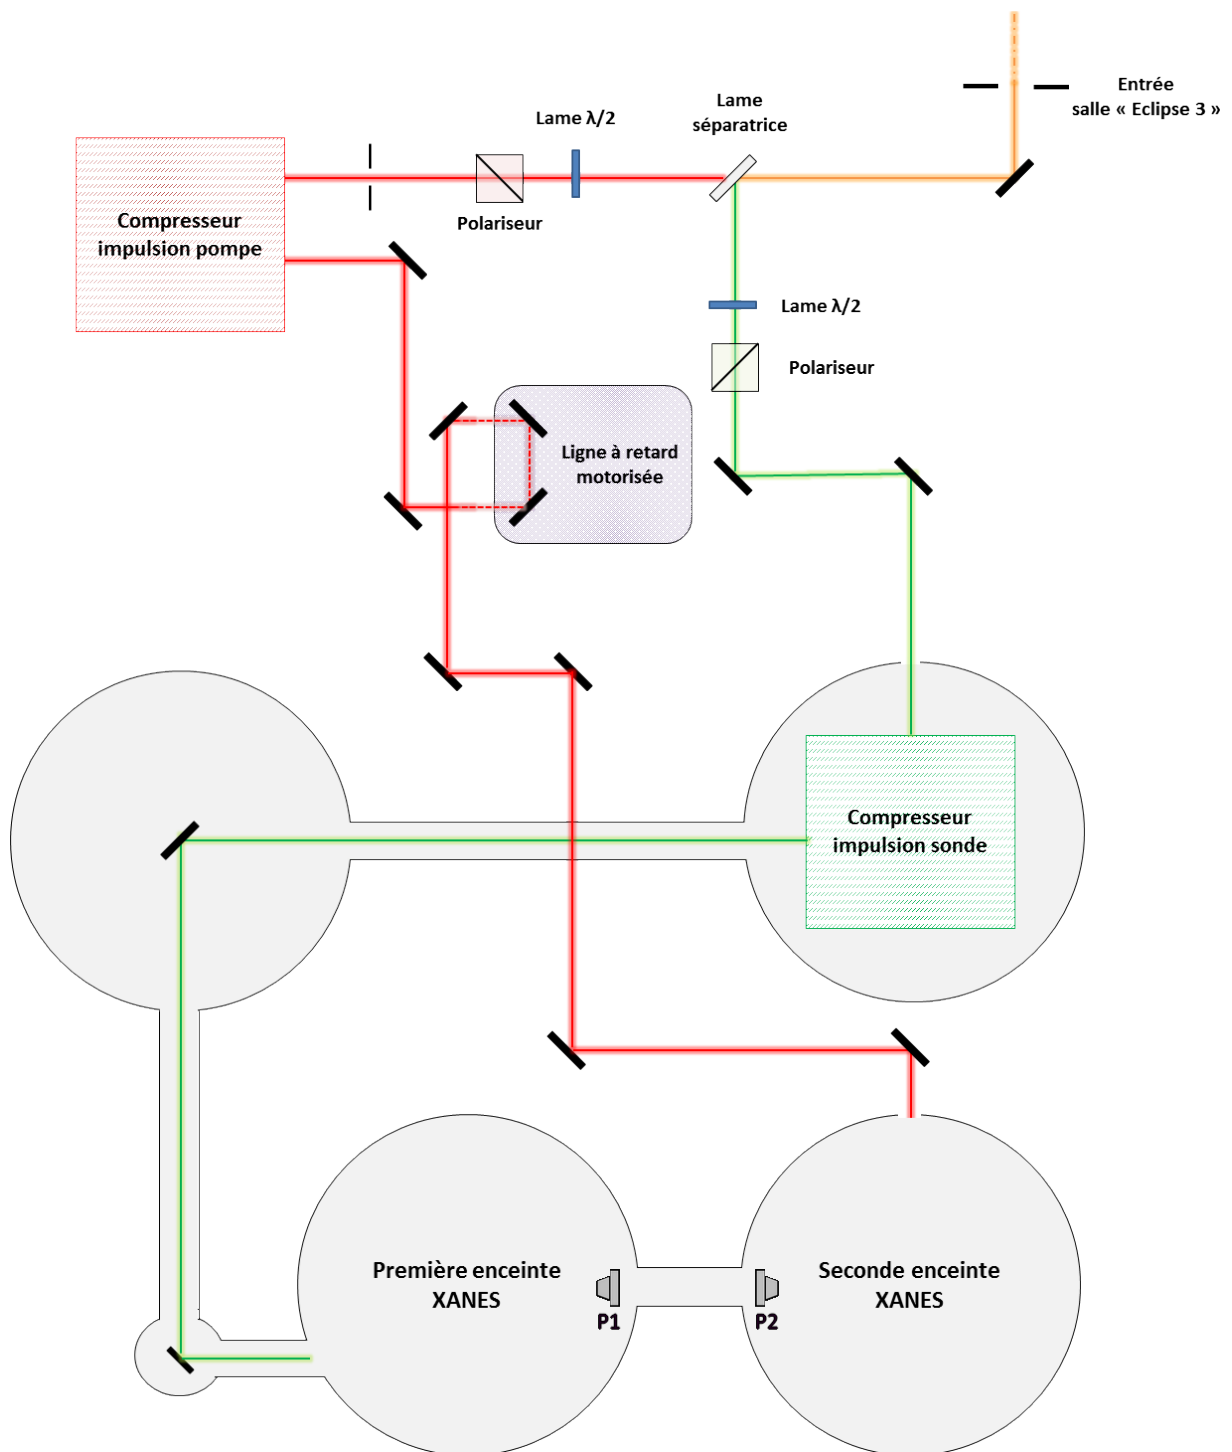 Entrée
salle « Eclipse 3 »
Lame
séparatrice
Lame λ/2
Polariseur
Compresseur
impulsion pompe
Lame λ/2
Polariseur
Ligne à retard
motorisée
Compresseur
impulsion sonde
Première enceinte
XANES
Seconde enceinte
XANES
P1
P2